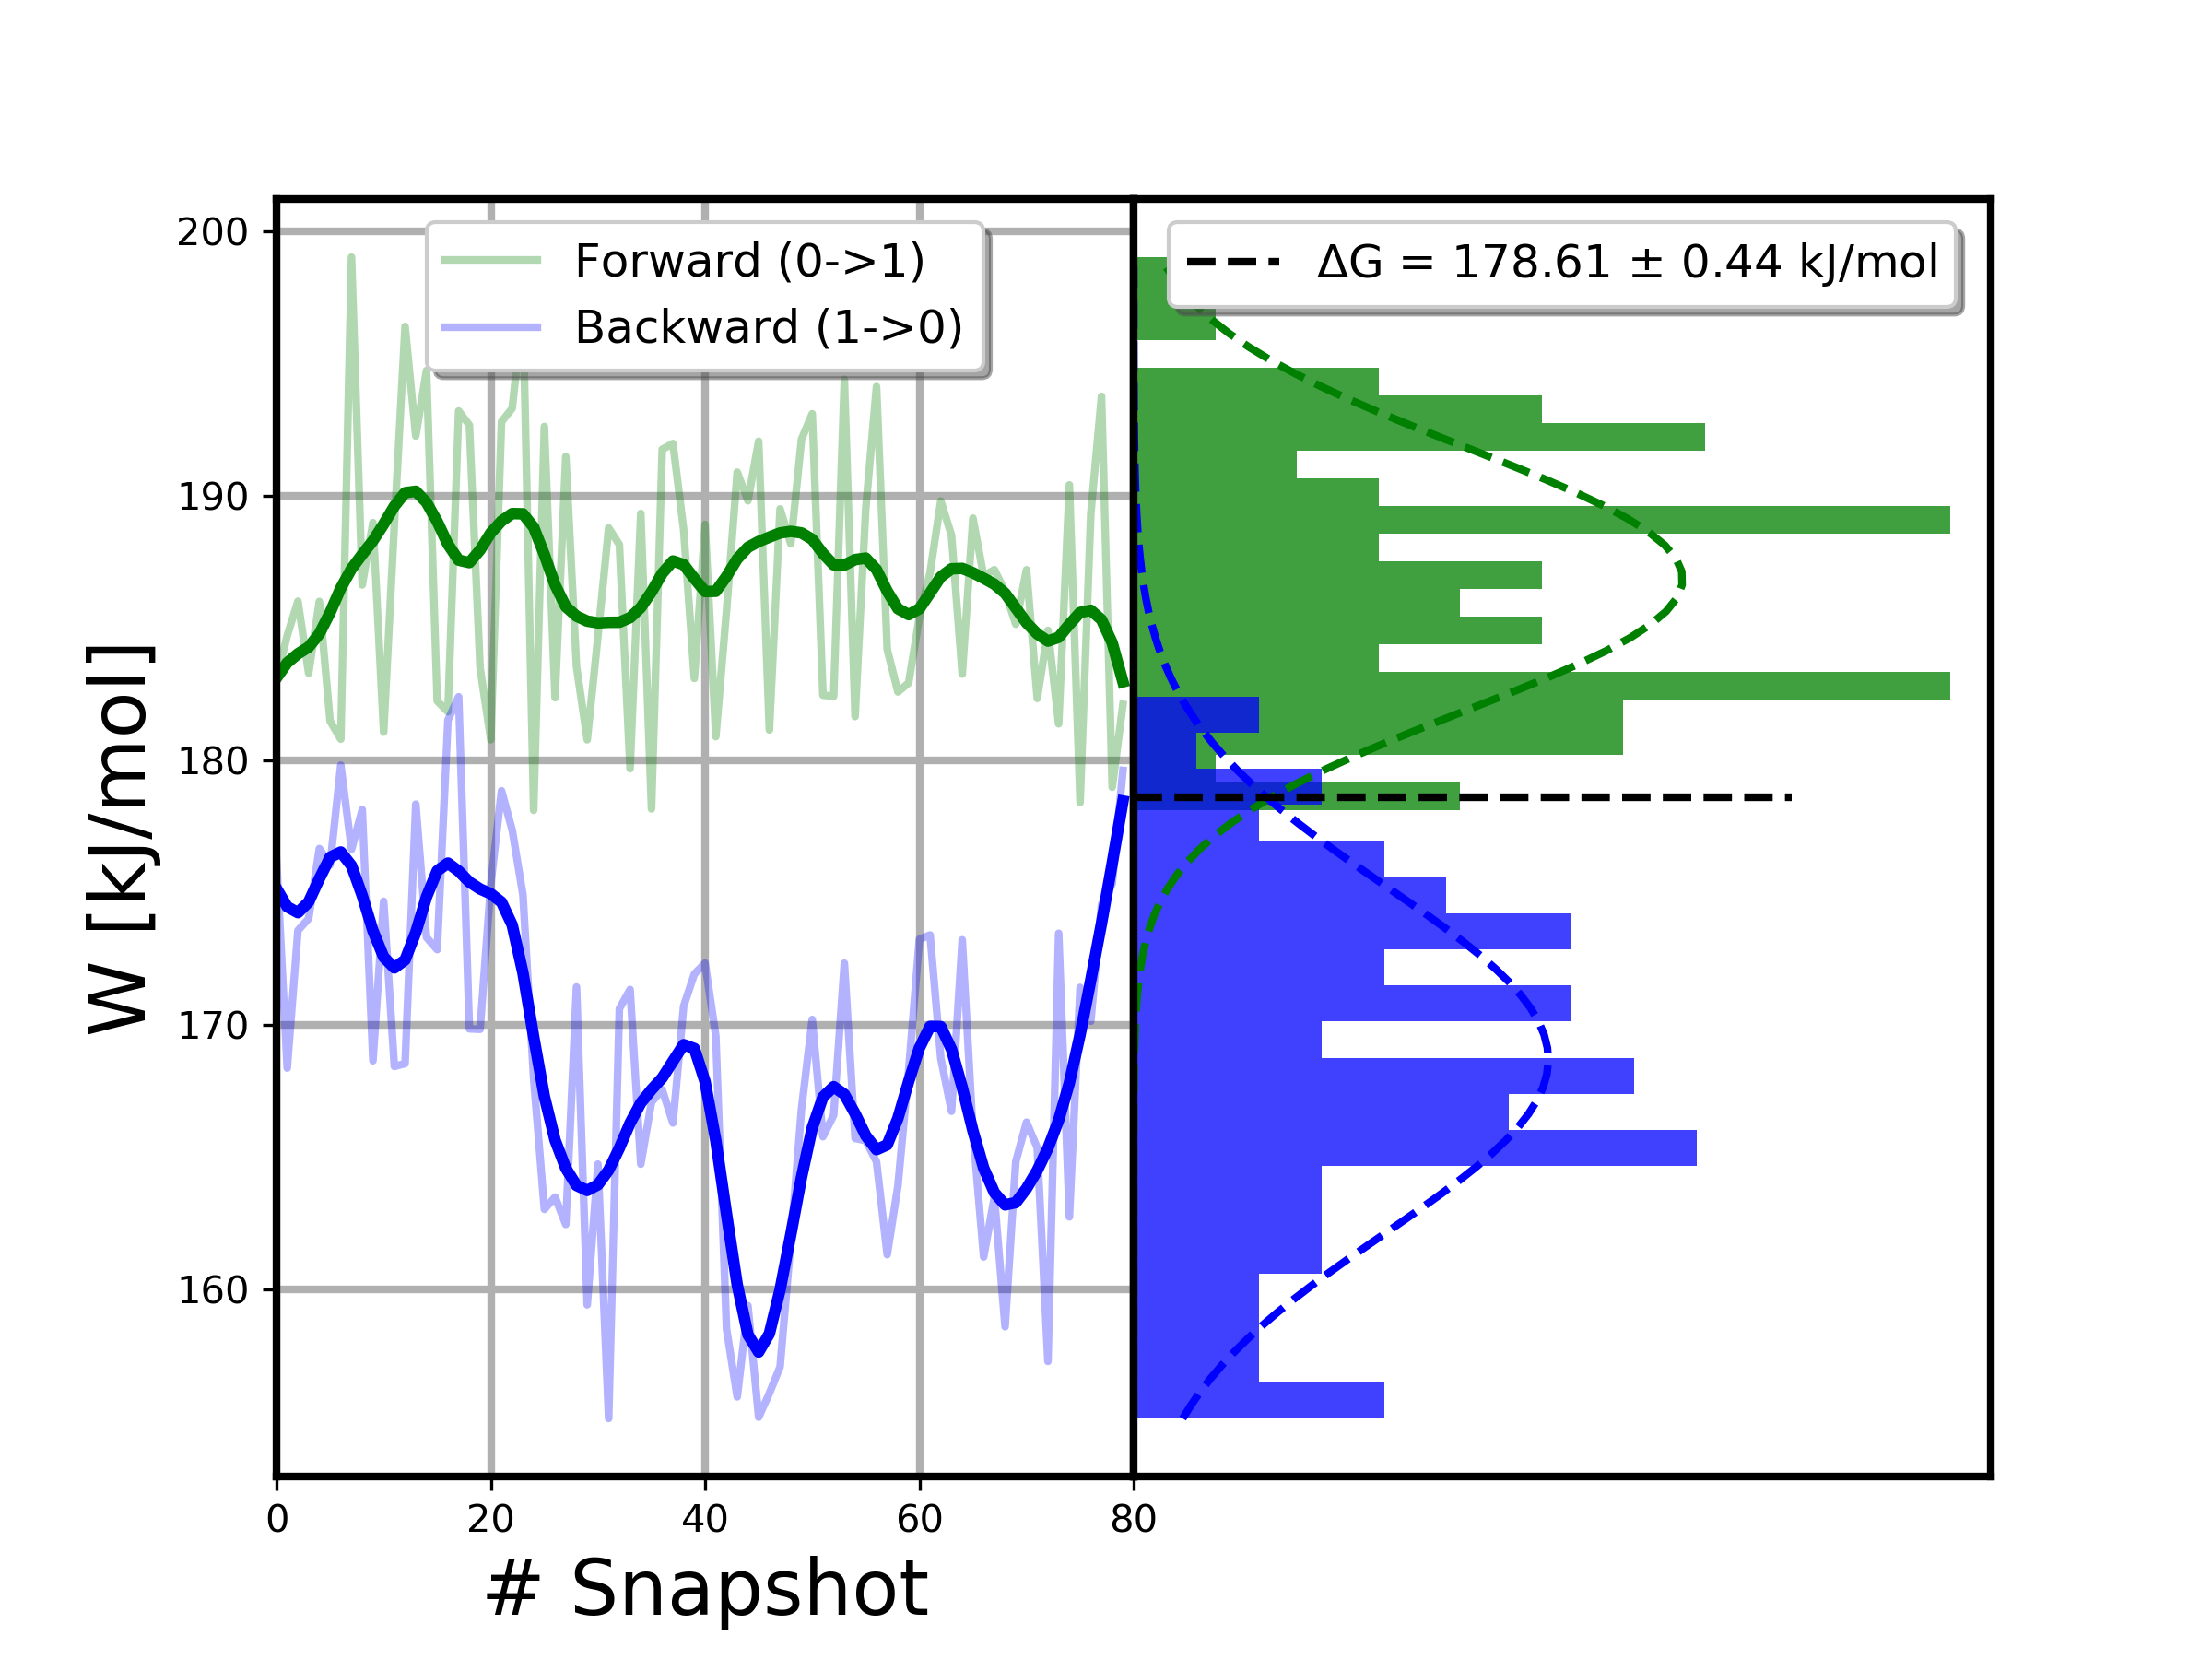 Forward (0->1)
Backward (1->0)
ΔG = 178.61 ± 0.44 kJ/mol
200
190
180
170
160
W [kJ/mol]
0
20
40
60
80
# Snapshot